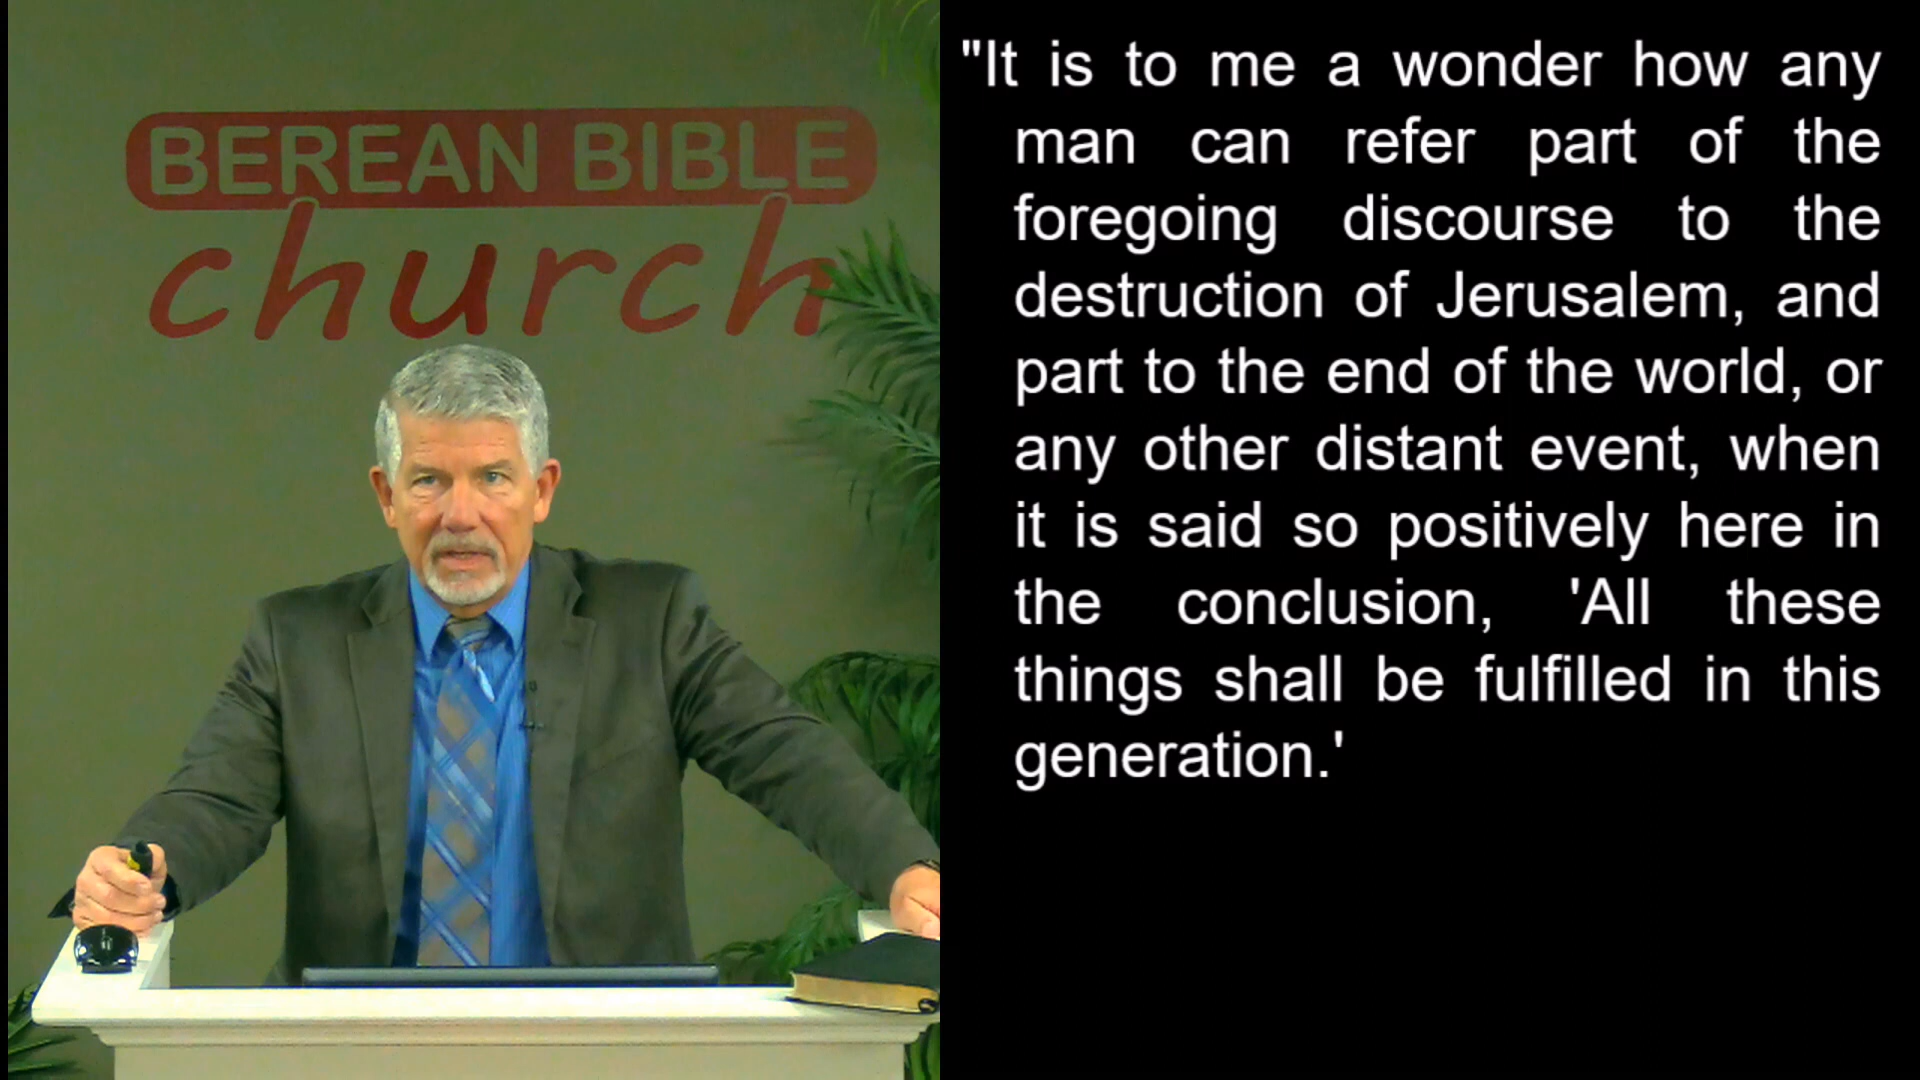 BEREAN BIBLE
church
"It is to me a wonder how any
man can refer part of the
foregoing discourse to the
destruction of Jerusalem, and
part to the end of the world, or
any other distant event, when
it is said so positively here in
the conclusion, 'All these
things shall be fulfilled in this
generation.'